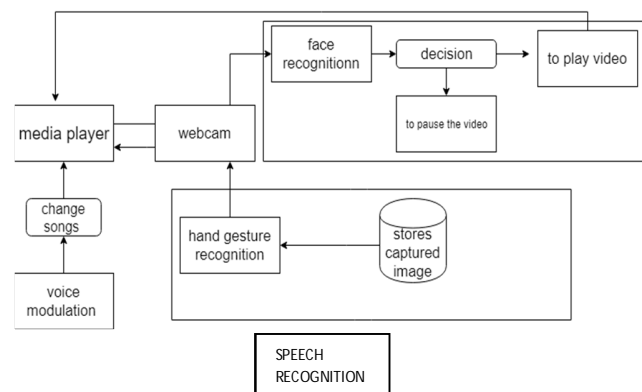 face
recognitionn
decision
to play video
to pause the video
media player
webcam
change
songs
hand gesture
recognition
stores
captured
image
voice
modulation
SPEECH
RECOGNITION